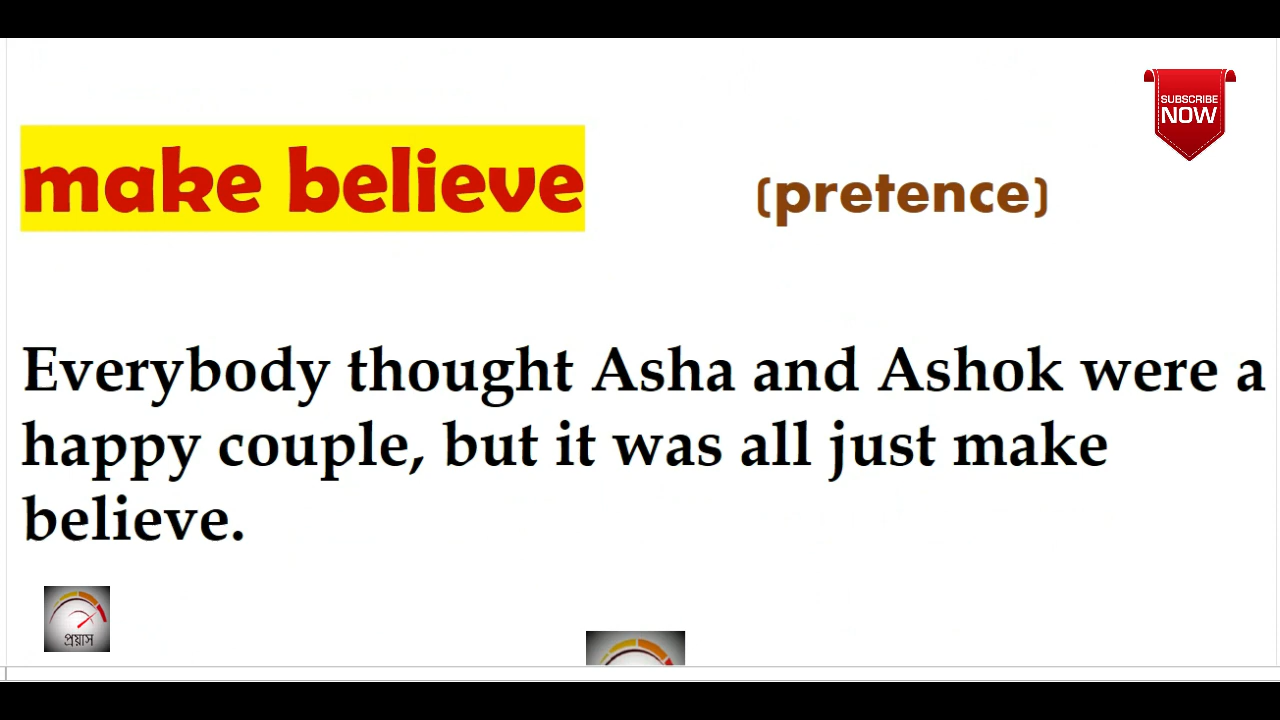 SUBSCRIBE
NOW
make believe (pretence)
Everybody thought Asha and Ashok were a
happy couple, but it was all just make
believe.
প্রয়াস